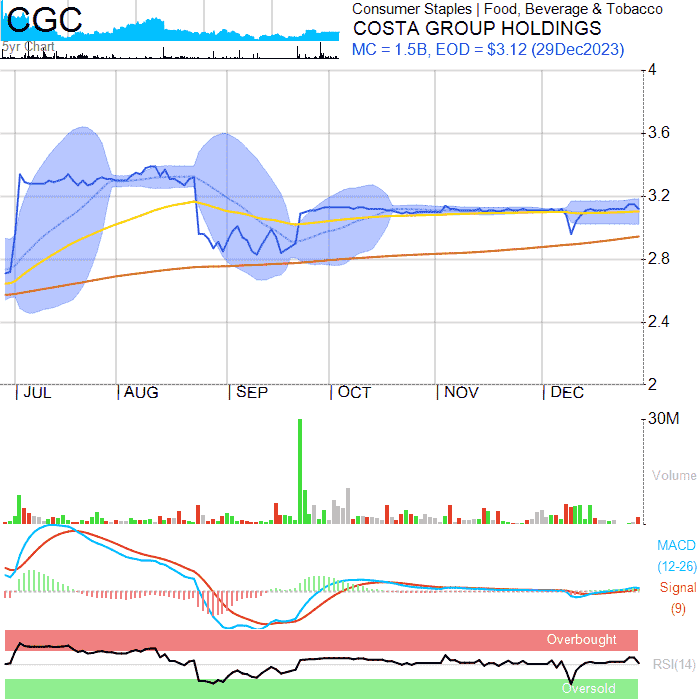 CGC
5yr Chart
Consumer Staples | Food, Beverage & Tobacco
COSTA GROUP HOLDINGS
MC = 1.5B, EOD = $3.12 (29Dec2023)
4
3.6
3.2
2.8
2.4
2
JUL AUG SEP OCT NOV DEC
30M
Volume
MACD
(12-26)
Signal
(9)
Overbought
RSI(14)
Oversold